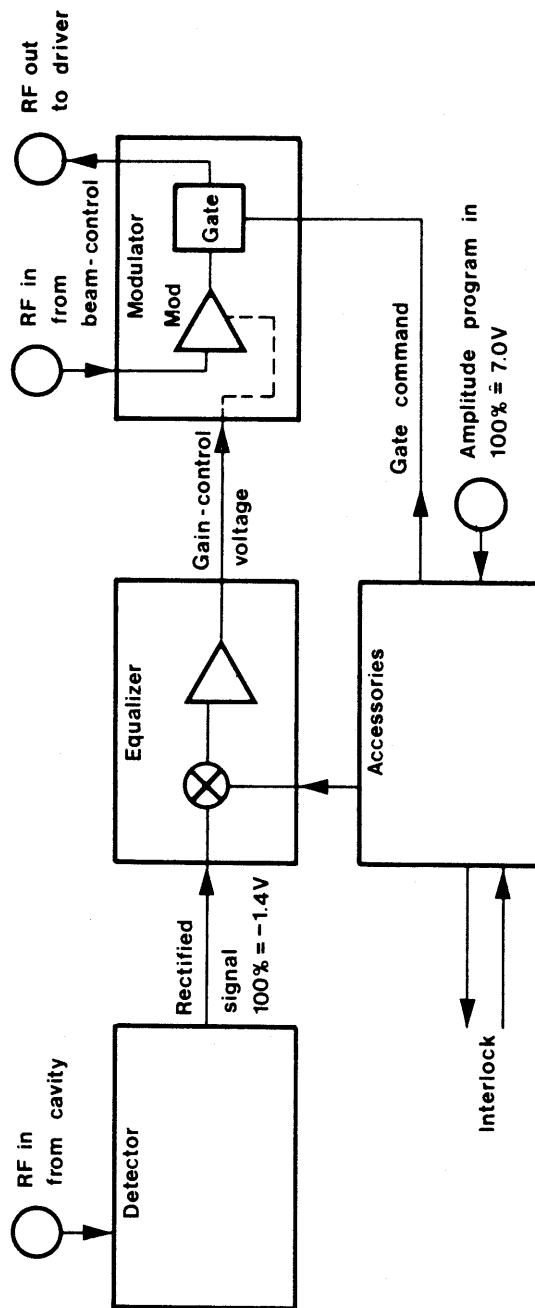 RF in
from cavity
Detector
Rectified
signal
100% = -1.4V
Equalizer
Gain-control
voltage
RF in
from
beam-control
RF out
to driver
Modulator
Mod
Gate
Gate command
Accessories
Amplitude program in
100% ≙ 7.0V
Interlock